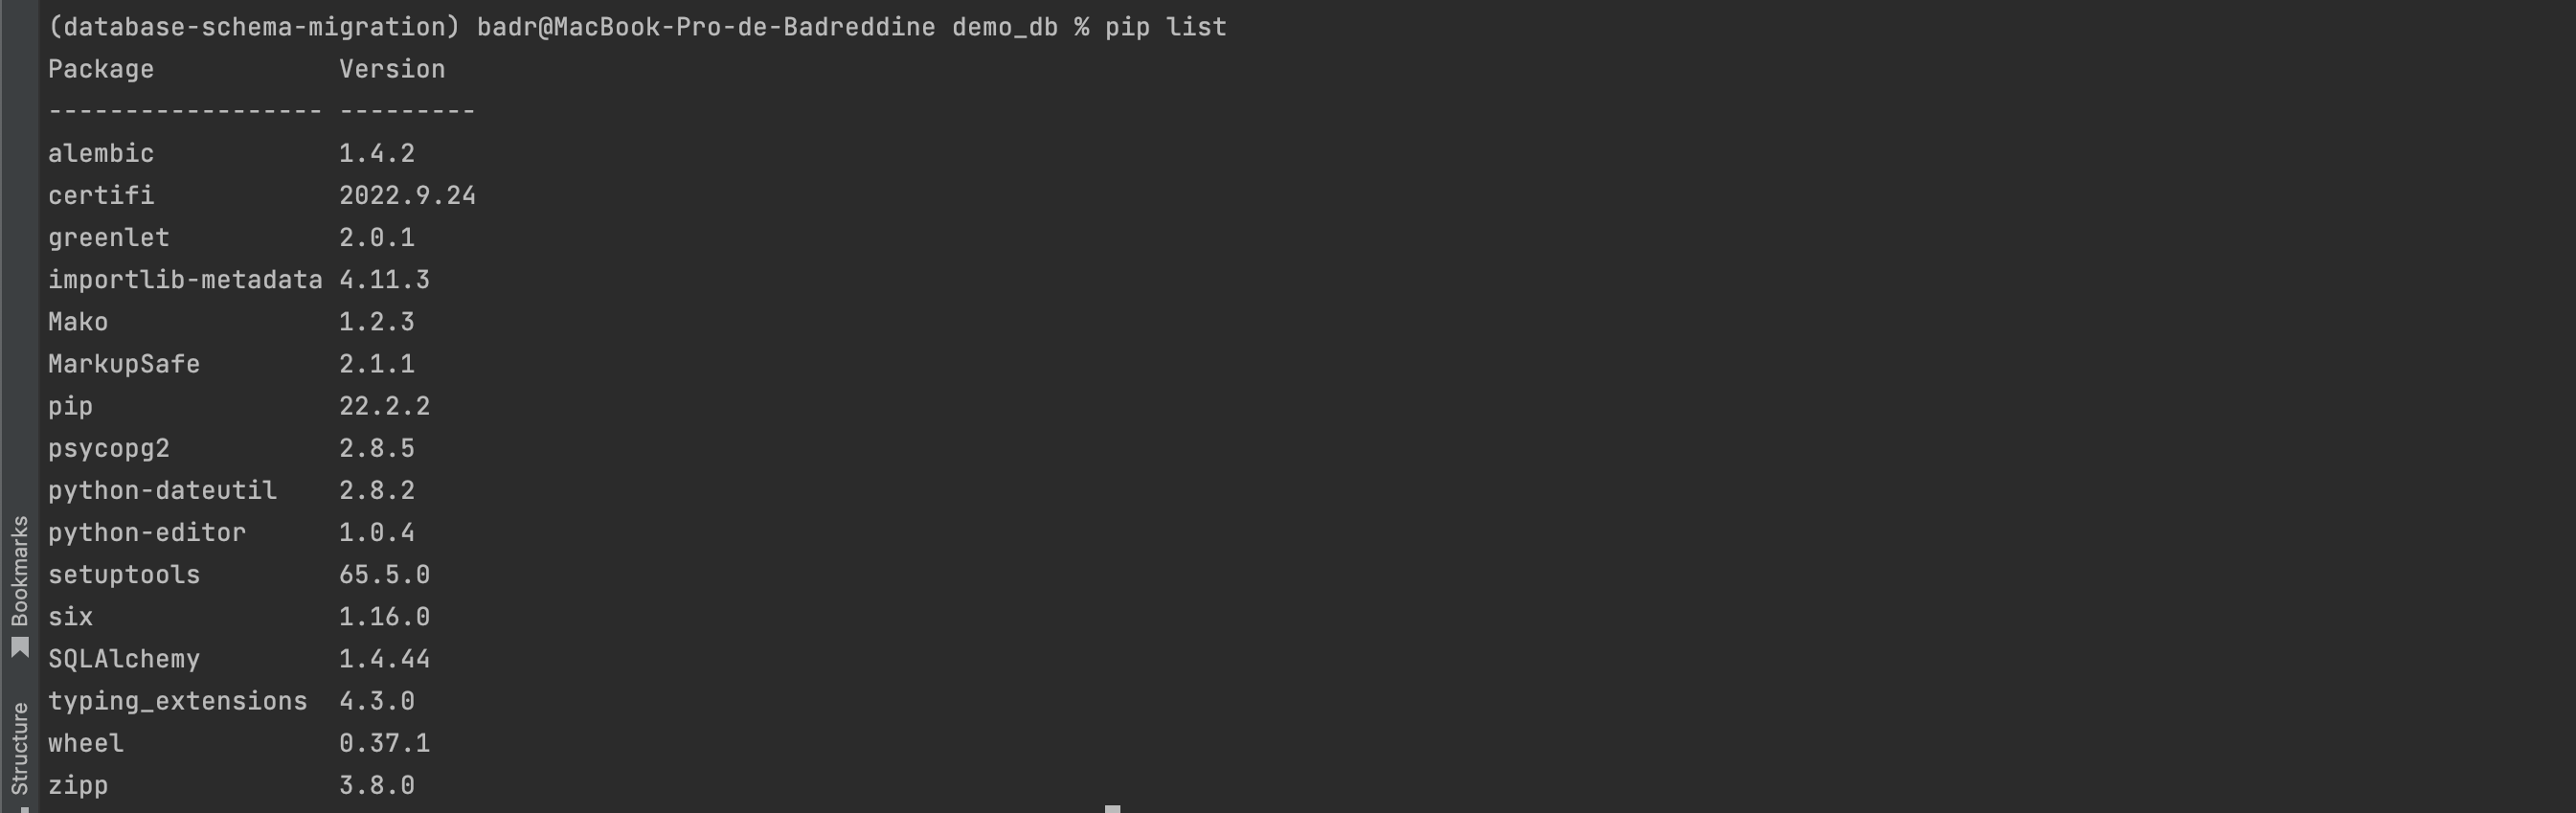 (database-schema-migration) badr@MacBook-Pro-de-Badreddine demo_db % pip list
Package            Version
------------------ ---------
alembic            1.4.2
certifi            2022.9.24
greenlet           2.0.1
importlib-metadata 4.11.3
Mako               1.2.3
MarkupSafe         2.1.1
pip                22.2.2
psycopg2           2.8.5
python-dateutil    2.8.2
python-editor      1.0.4
setuptools         65.5.0
six                1.16.0
SQLAlchemy         1.4.44
typing_extensions  4.3.0
wheel              0.37.1
zipp               3.8.0
Bookmarks
Structure